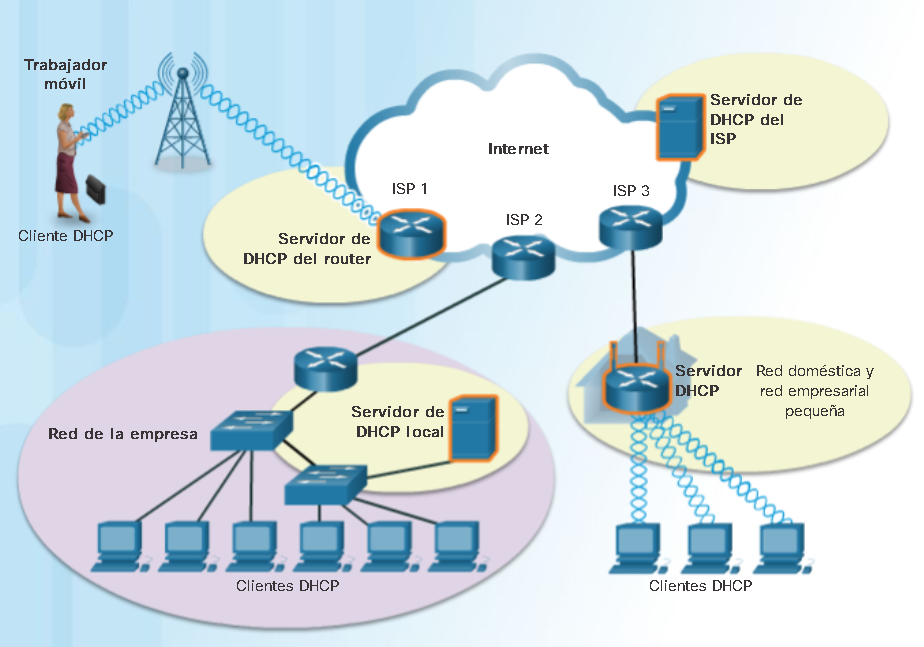 Trabajador
móvil
Cliente DHCP
Servidor de
DHCP del router
Internet
ISP 1
ISP 2
ISP 3
Servidor de
DHCP del
ISP
Red de la empresa
Servidor de
DHCP local
Clientes DHCP
Servidor
DHCP
Red doméstica y
red empresarial
pequeña
Clientes DHCP